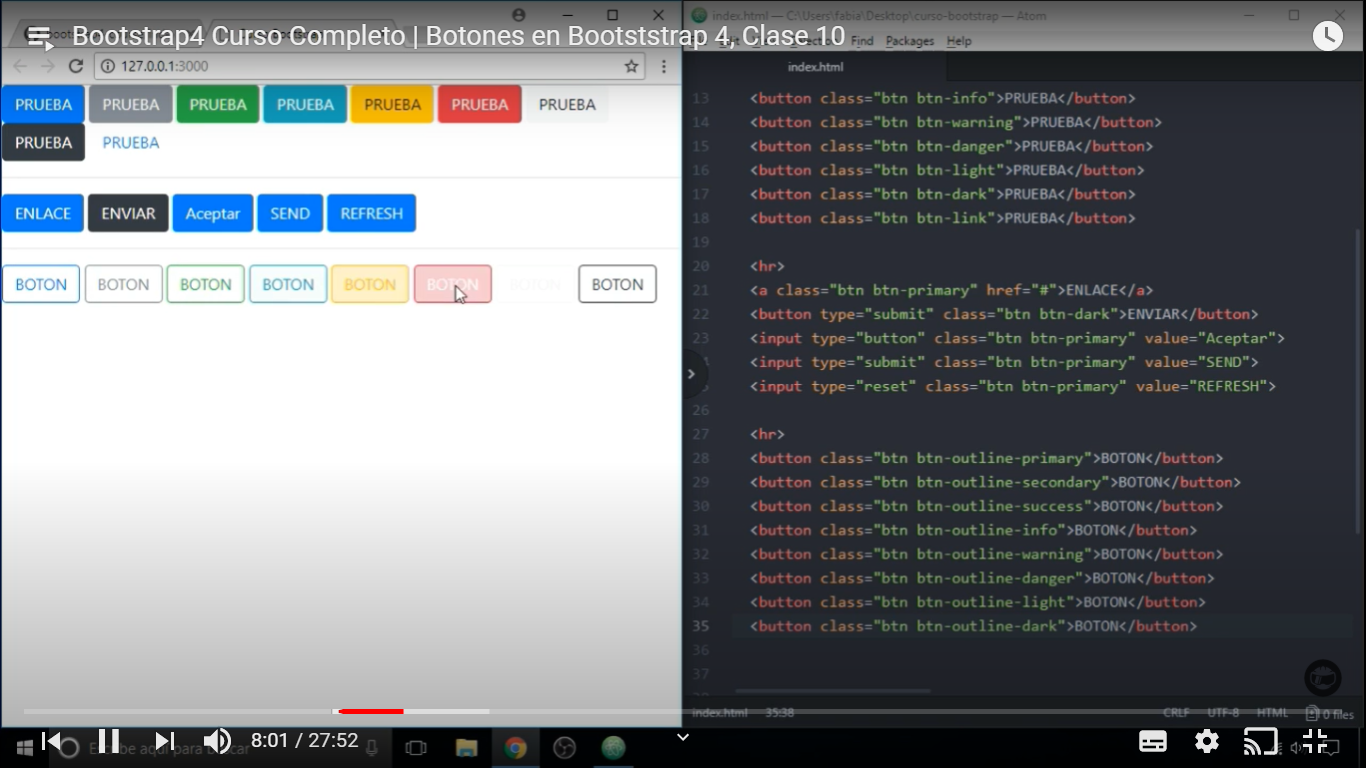 index.html — C:\Users\fabia\Desktop\curso-bootstrap — Atom
Bootstrap4 Curso Completo | Botones en Bootststrap 4, Clase 10
Find Packages Help
127.0.0.1:3000
index.html
PRUEBA PRUEBA PRUEBA PRUEBA PRUEBA PRUEBA PRUEBA
PRUEBA PRUEBA
ENLACE ENVIAR Aceptar SEND REFRESH
BOTON BOTON BOTON BOTON BOTON BOTON BOTON BOTON
13 <button class="btn btn-info">PRUEBA</button>
14 <button class="btn btn-warning">PRUEBA</button>
15 <button class="btn btn-danger">PRUEBA</button>
16 <button class="btn btn-light">PRUEBA</button>
17 <button class="btn btn-dark">PRUEBA</button>
18 <button class="btn btn-link">PRUEBA</button>
19
20 <hr>
21 <a class="btn btn-primary" href="#">ENLACE</a>
22 <button type="submit" class="btn btn-dark">ENVIAR</button>
23 <input type="button" class="btn btn-primary" value="Aceptar">
<input type="submit" class="btn btn-primary" value="SEND">
<input type="reset" class="btn btn-primary" value="REFRESH">
26
27 <hr>
28 <button class="btn btn-outline-primary">BOTON</button>
29 <button class="btn btn-outline-secondary">BOTON</button>
30 <button class="btn btn-outline-success">BOTON</button>
31 <button class="btn btn-outline-info">BOTON</button>
32 <button class="btn btn-outline-warning">BOTON</button>
33 <button class="btn btn-outline-danger">BOTON</button>
34 <button class="btn btn-outline-light">BOTON</button>
35 <button class="btn btn-outline-dark">BOTON</button>
36
37
index.html 35:38 CRLF UTF-8 HTML 0 files
8:01 / 27:52